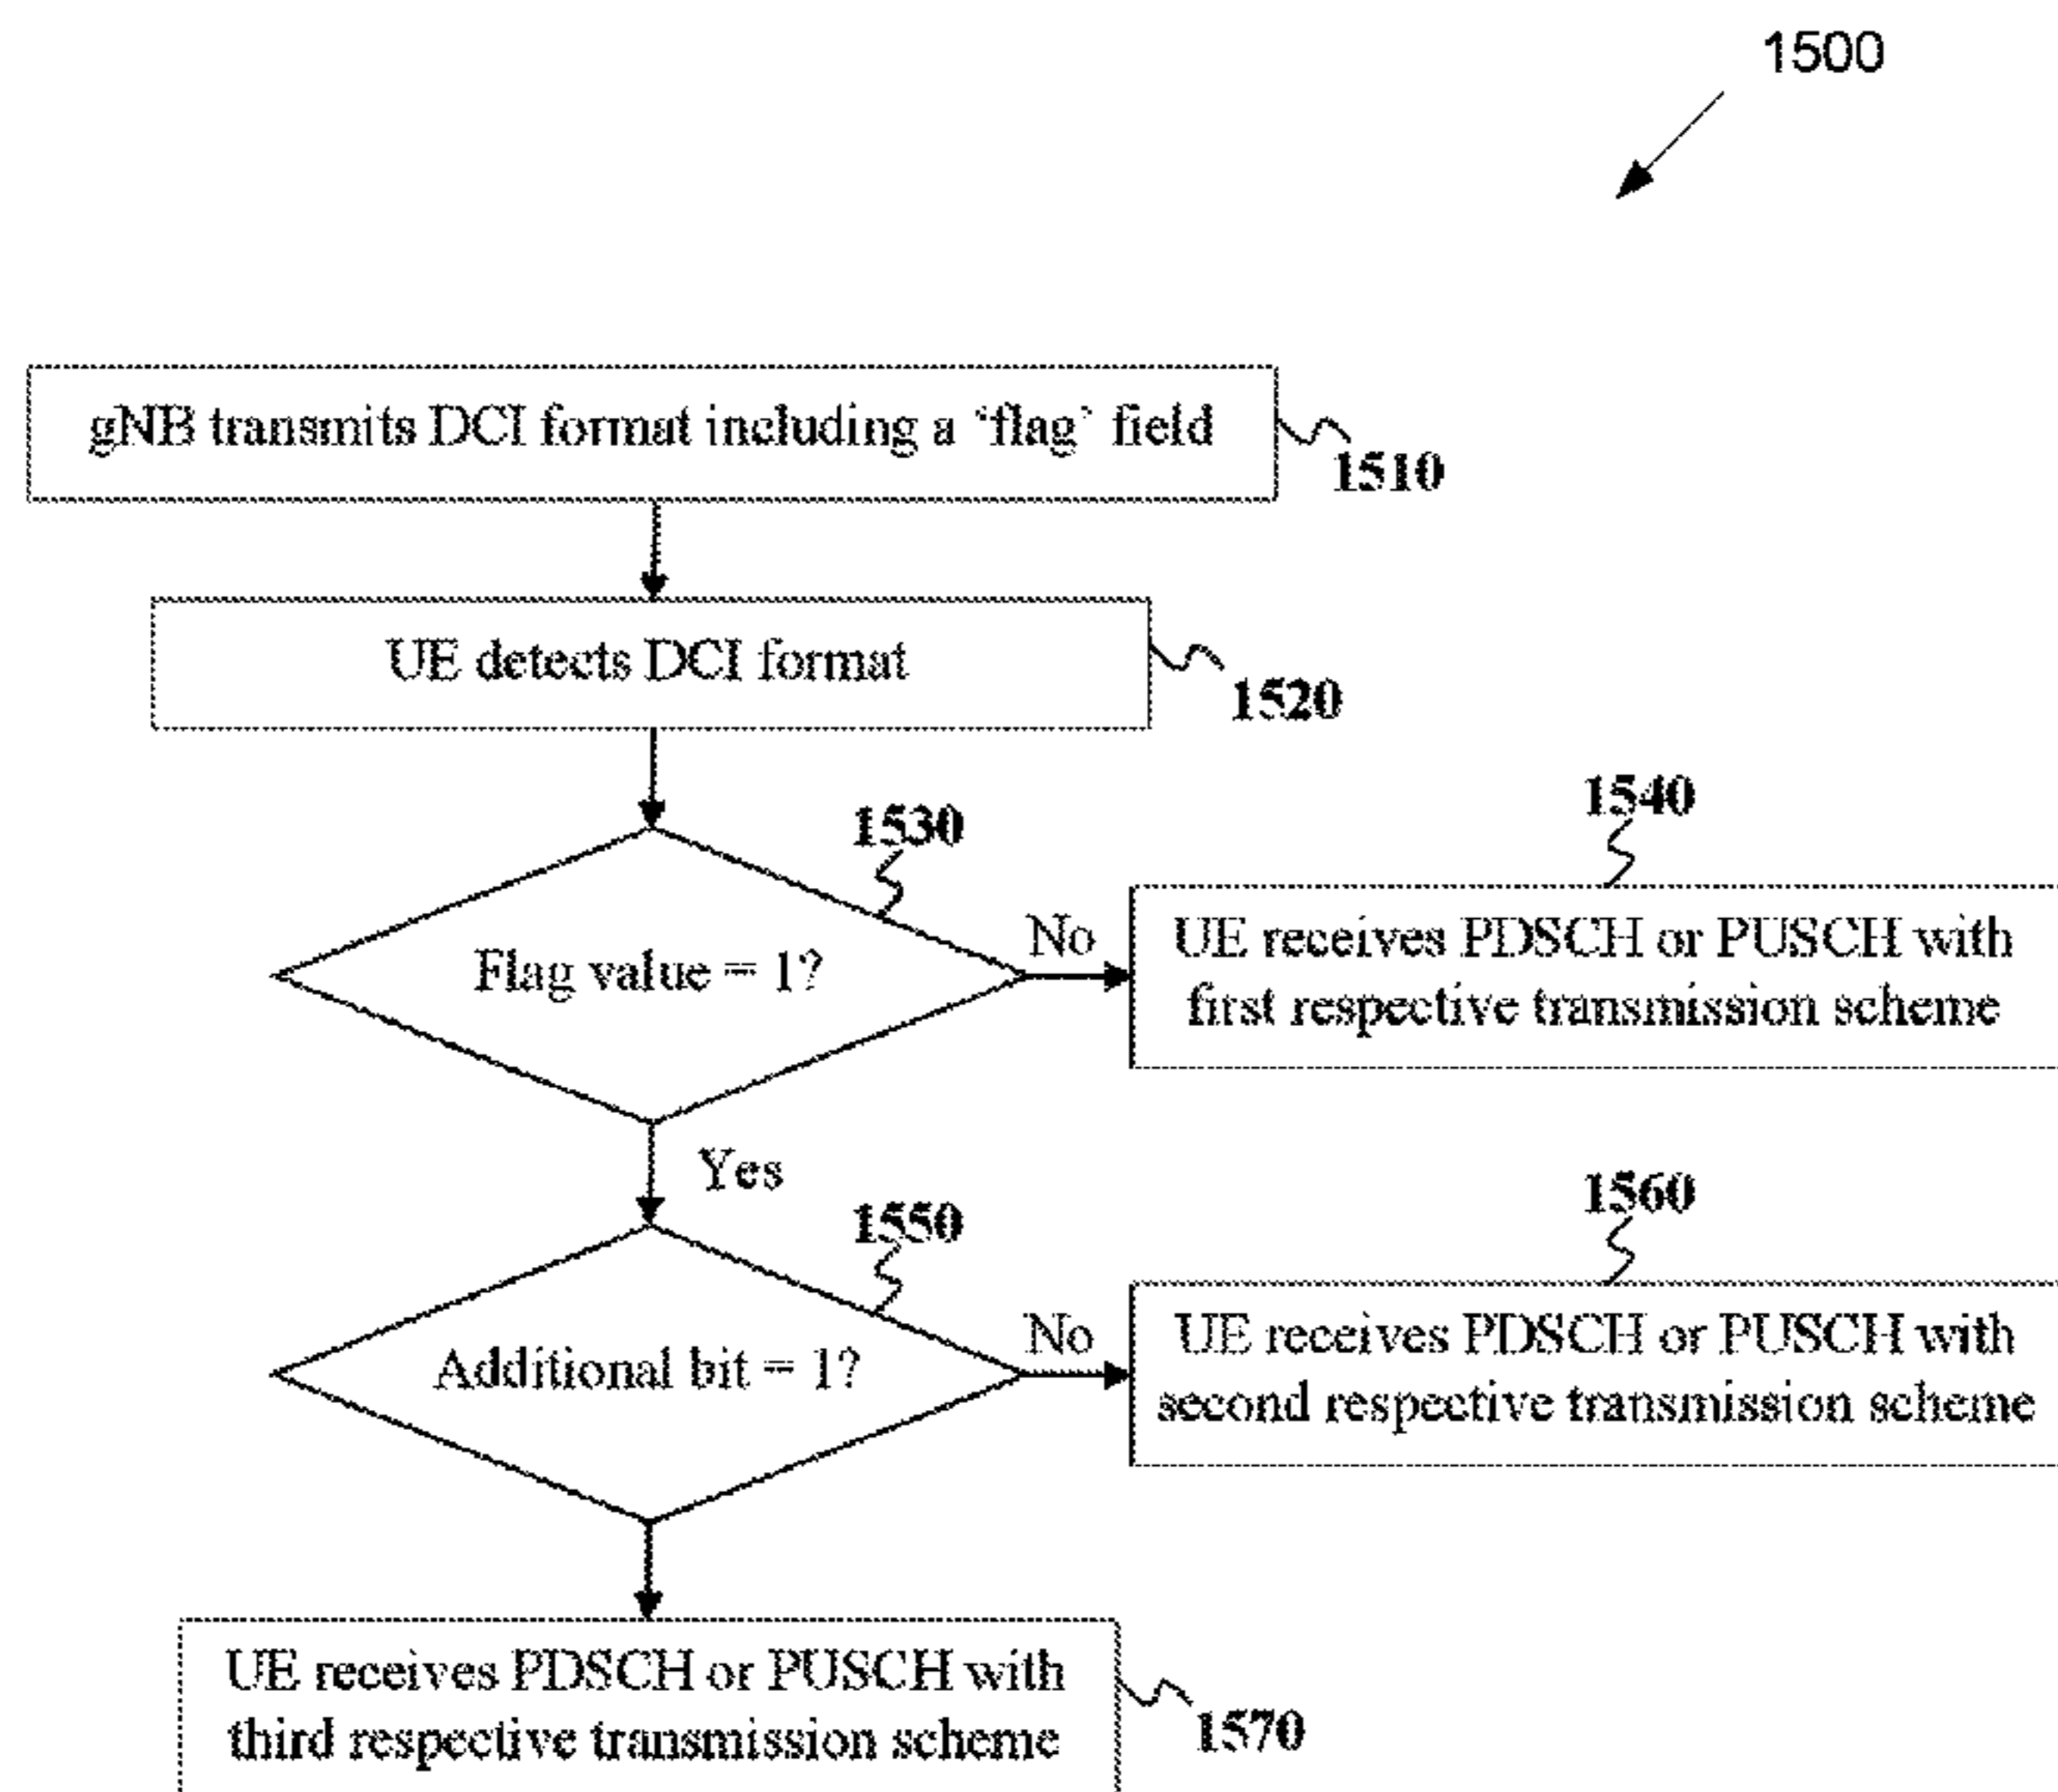 1500
gNB transmits DCI format including a ‘flag’ field
1510
UE detects DCI format
1520
1530
Flag value = 1?
No
1540
UE receives PDSCH or PUSCH with
first respective transmission scheme
Yes
1550
Additional bit = 1?
No
1560
UE receives PDSCH or PUSCH with
second respective transmission scheme
UE receives PDSCH or PUSCH with
third respective transmission scheme
1570